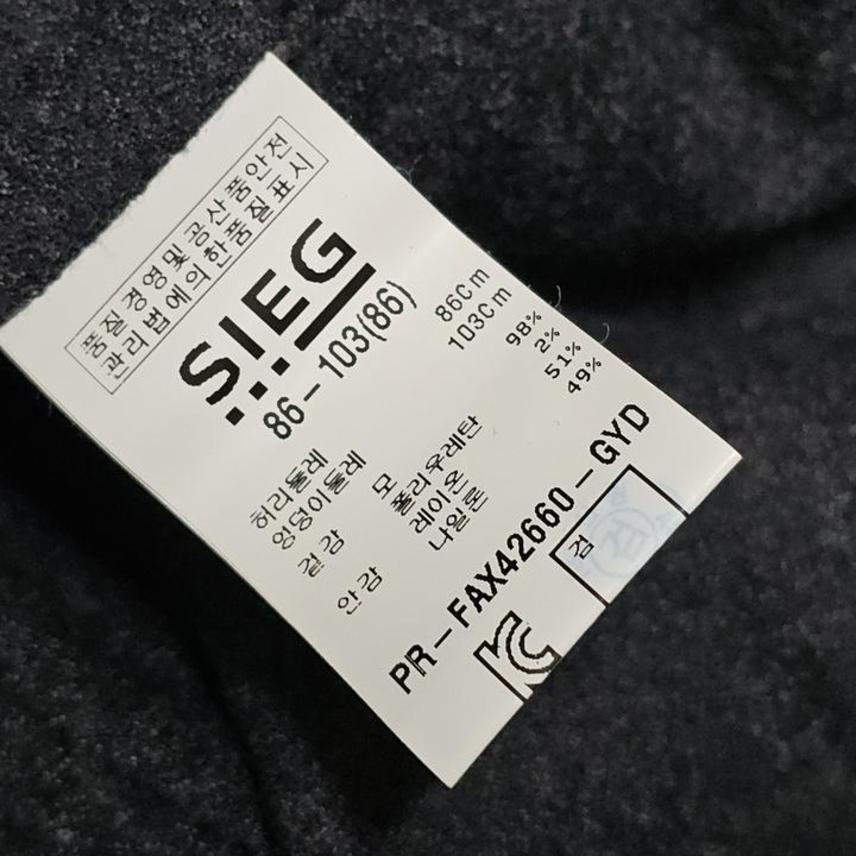 품질경영및공산품안전
관리법에의한품질표시
SIEG
86-103(86)
허리둘레 86Cm
엉덩이둘레 103Cm
겉감 모 98%
폴리우레탄 2%
안감 레이온 51%
나일론 49%
PR-FAX42660-GYD
검
검